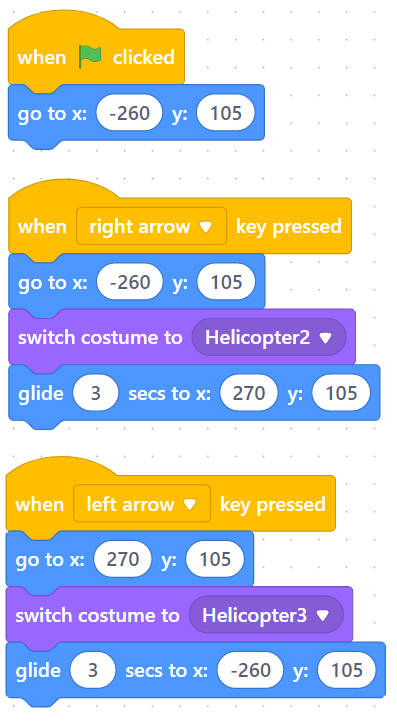 when clicked
go to x: -260 y: 105
when right arrow key pressed
go to x: -260 y: 105
switch costume to Helicopter2
glide 3 secs to x: 270 y: 105
when left arrow key pressed
go to x: 270 y: 105
switch costume to Helicopter3
glide 3 secs to x: -260 y: 105